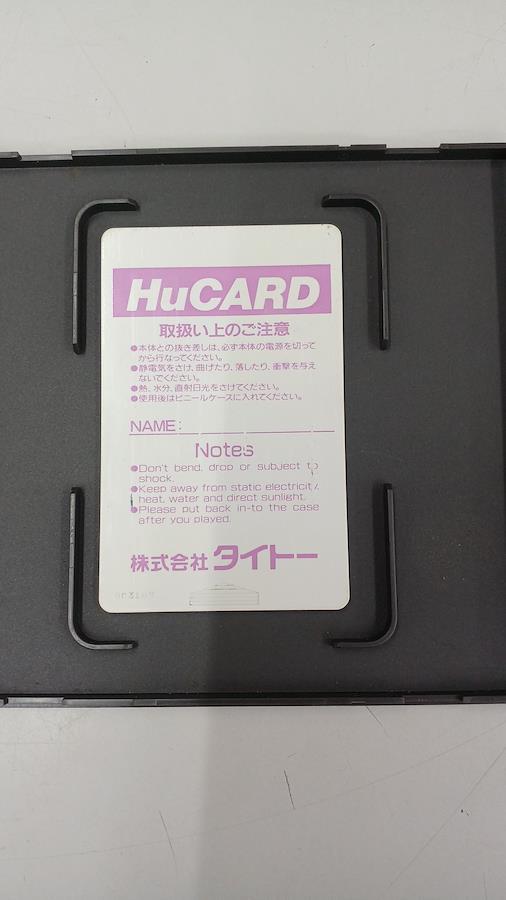 HuCARD
取扱い上のご注意
●本体との抜き差しは、必ず本体の電源を切って
から行なってください。
●静電気をさけ、曲げたり、落したり、衝撃を与え
ないでください。
●熱、水分、直射日光をさけてください。
●使用後はビニールケースに入れてください。
NAME:
Notes
●Don't bend, drop or subject to
shock.
●Keep away from static electricity,
heat, water and direct sunlight.
●Please put back in-to the case
after you played.
株式会社 タイトー